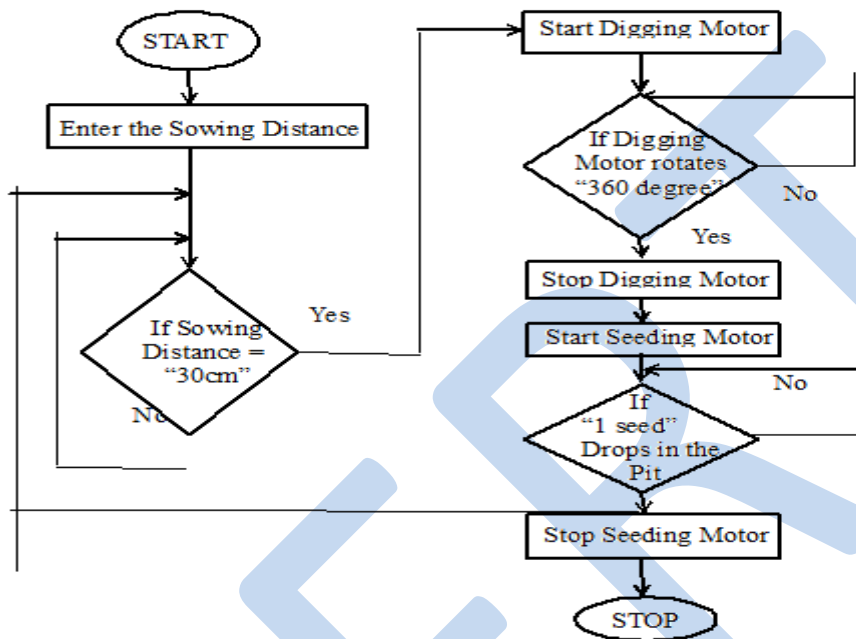 START
Enter the Sowing Distance
If Sowing
Distance =
“30cm”
Yes
No
Start Digging Motor
If Digging
Motor rotates
“360 degree”
No
Yes
Stop Digging Motor
Start Seeding Motor
No
If
“1 seed”
Drops in the
Pit
Stop Seeding Motor
STOP